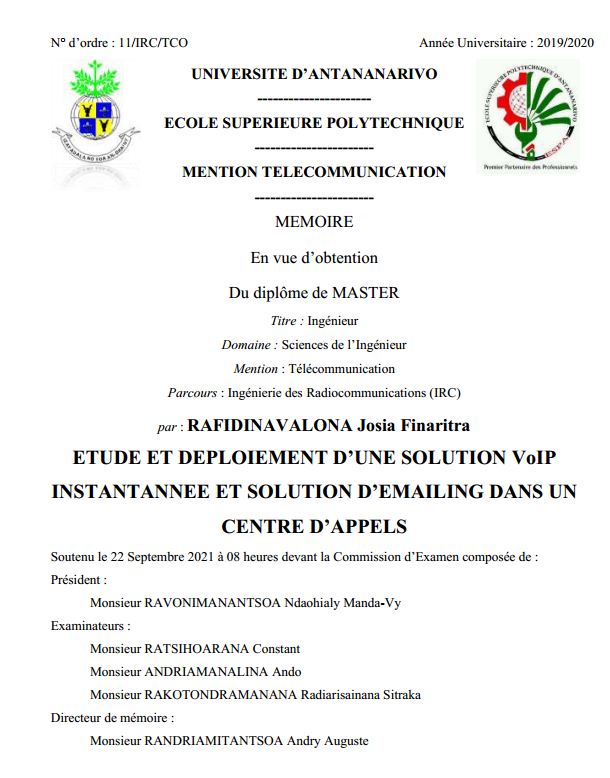 N° d’ordre : 11/IRC/TCO Année Universitaire : 2019/2020
UNIVERSITE D’ANTANANARIVO
----------------------
ECOLE SUPERIEURE POLYTECHNIQUE
-----------------------
MENTION TELECOMMUNICATION
-----------------------
MEMOIRE
En vue d’obtention
Du diplôme de MASTER
Titre : Ingénieur
Domaine : Sciences de l’Ingénieur
Mention : Télécommunication
Parcours : Ingénierie des Radiocommunications (IRC)
par : RAFIDINAVALONA Josia Finaritra
ETUDE ET DEPLOIEMENT D’UNE SOLUTION VoIP
INSTANTANNEE ET SOLUTION D’EMAILING DANS UN
CENTRE D’APPELS
Soutenu le 22 Septembre 2021 à 08 heures devant la Commission d’Examen composée de :
Président :
Monsieur RAVONIMANANTSOA Ndaohialy Manda-Vy
Examinateurs :
Monsieur RATSIHOARANA Constant
Monsieur ANDRIAMANALINA Ando
Monsieur RAKOTONDRAMANANA Radiarisainana Sitraka
Directeur de mémoire :
Monsieur RANDRIAMITANTSOA Andry Auguste
ECOLE SUPERIEURE POLYTECHNIQUE D'ANTANANARIVO
ESPA
Premier Partenaire des Professionnels